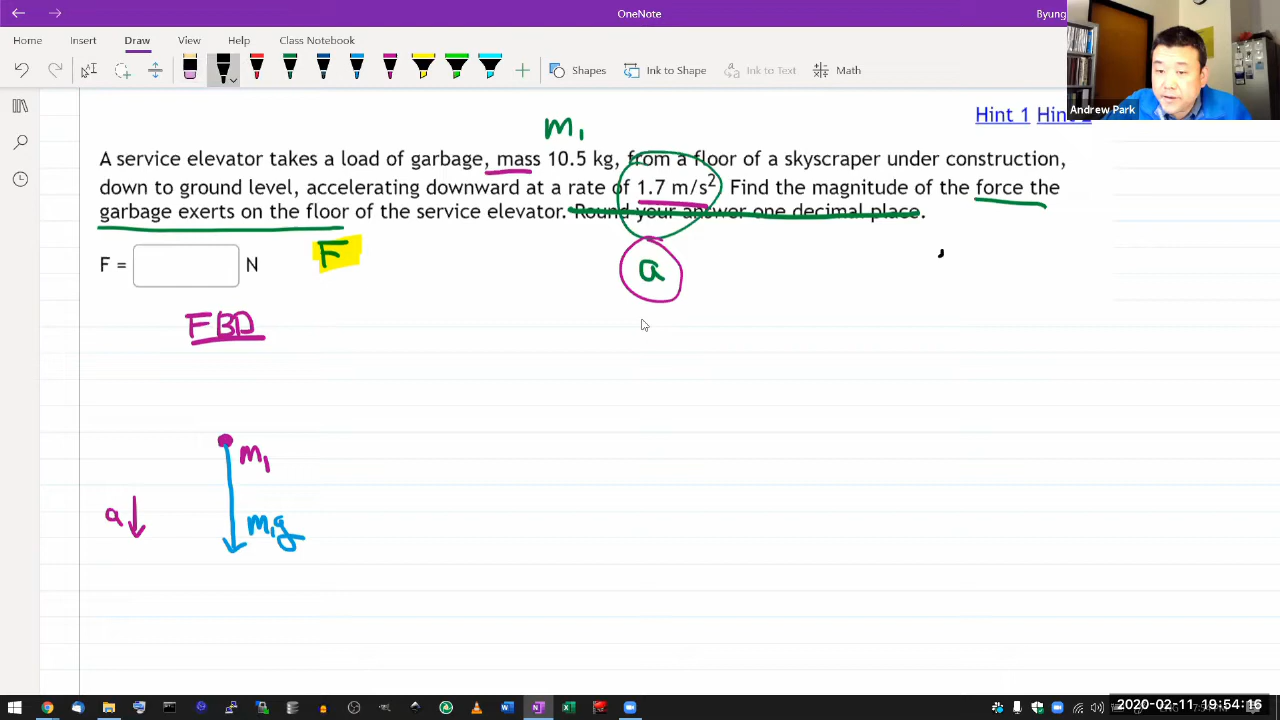 OneNote
Byung
Home Insert Draw View Help Class Notebook
Shapes Ink to Shape Ink to Text Math
Andrew Park
Hint 1 Hint
m₁
A service elevator takes a load of garbage, mass 10.5 kg, from a floor of a skyscraper under construction,
down to ground level, accelerating downward at a rate of 1.7 m/s². Find the magnitude of the force the
garbage exerts on the floor of the service elevator. Round your answer one decimal place.
F = N F
a
FBD
m₁
a
m₁g
2020-02-11 19:54:16